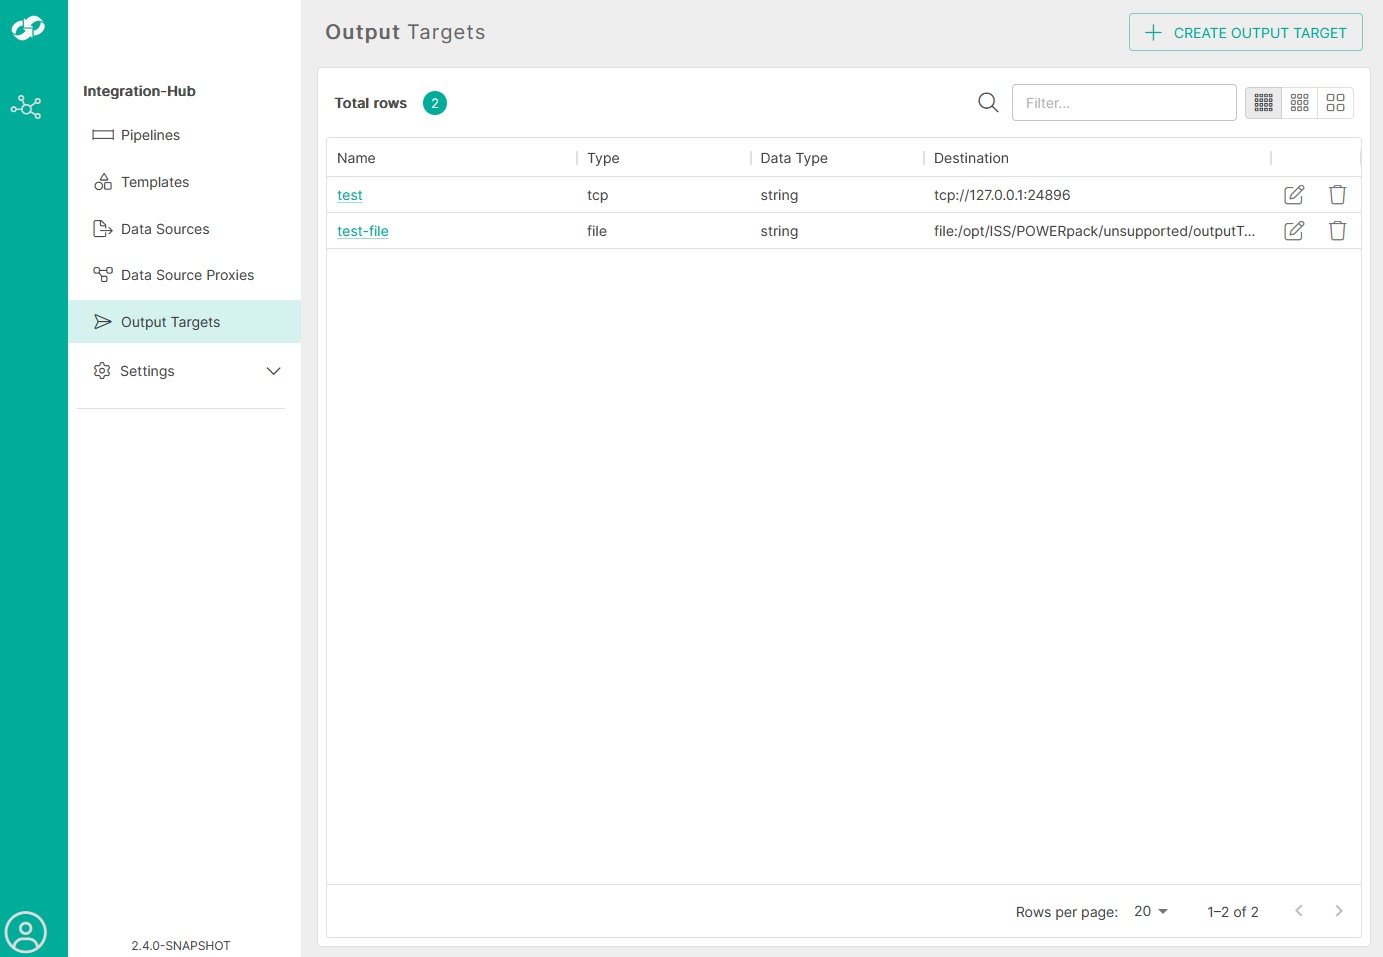 Output Targets
CREATE OUTPUT TARGET
Integration-Hub
Pipelines
Templates
Data Sources
Data Source Proxies
Output Targets
Settings
2.4.0-SNAPSHOT
Total rows 2
Filter...
Name Type Data Type Destination
test tcp string tcp://127.0.0.1:24896
test-file file string file:/opt/ISS/POWERpack/unsupported/outputT...
Rows per page: 20 1–2 of 2